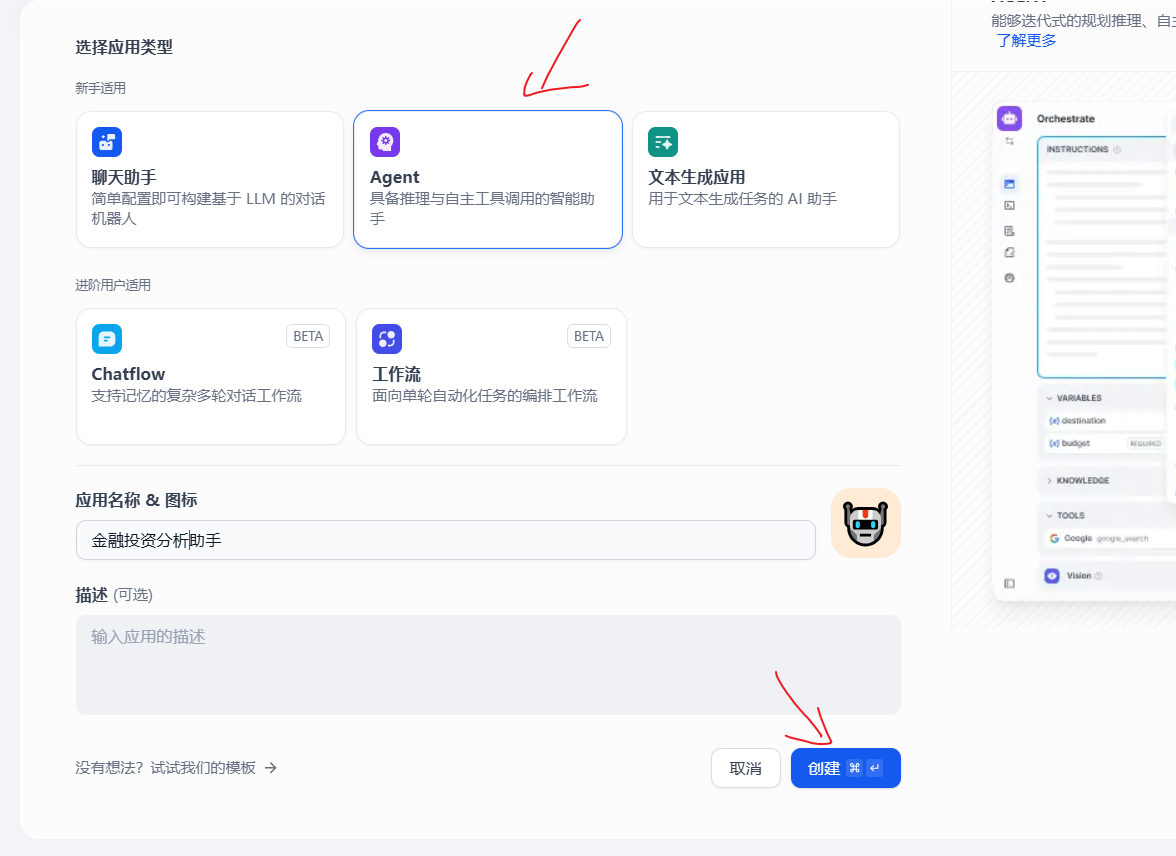 选择应用类型
新手适用
聊天助手
简单配置即可构建基于 LLM 的对话
机器人
Agent
具备推理与自主工具调用的智能助
手
文本生成应用
用于文本生成任务的 AI 助手
进阶用户适用
BETA
Chatflow
支持记忆的复杂多轮对话工作流
BETA
工作流
面向单轮自动化任务的编排工作流
应用名称 & 图标
金融投资分析助手
描述 (可选)
输入应用的描述
没有想法? 试试我们的模板 →
取消
创建 ⌘ ↵
能够迭代式的规划推理、自主
了解更多
Orchestrate
INSTRUCTIONS
VARIABLES
{x} destination
{x} budget REQUIRED
KNOWLEDGE
TOOLS
Google google_search
Vision